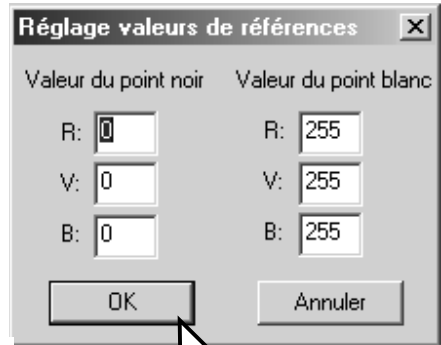 Réglage valeurs de références
Valeur du point noir Valeur du point blanc
R: 0 R: 255
V: 0 V: 255
B: 0 B: 255
OK Annuler